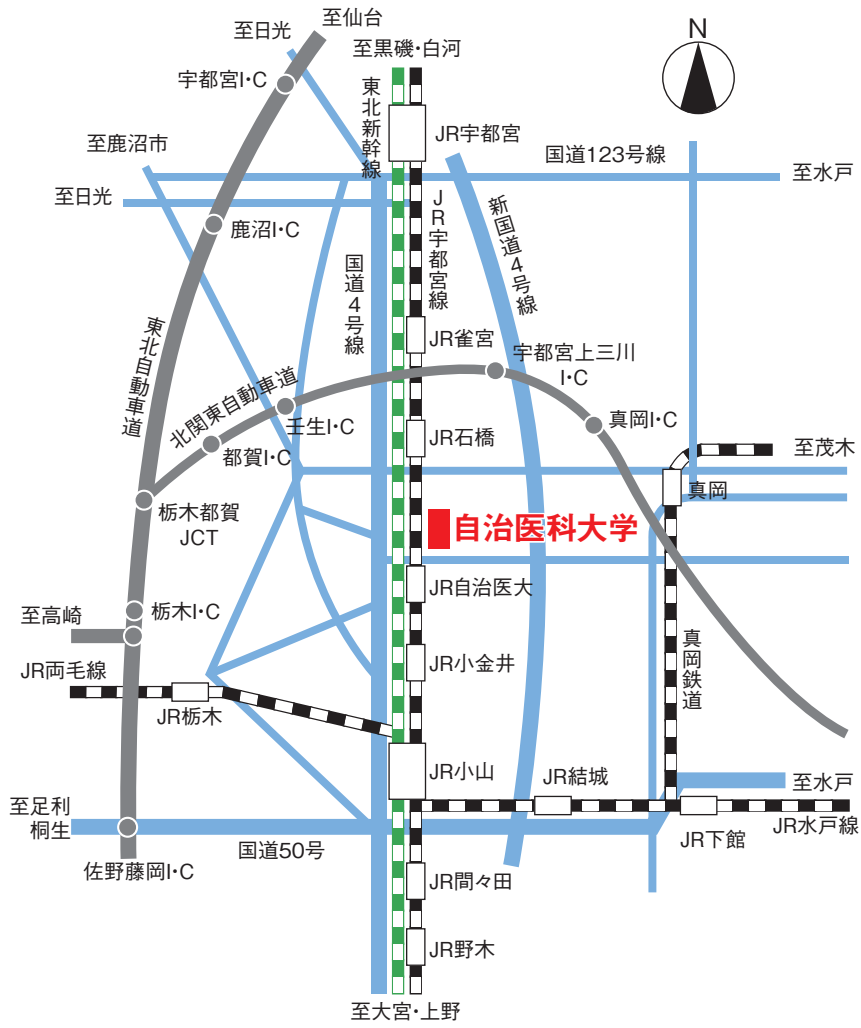 至仙台
至日光
至黒磯・白河
N
宇都宮I・C
東北新幹線
JR宇都宮
至鹿沼市
国道123号線
至水戸
至日光
JR宇都宮線
新国道4号線
鹿沼I・C
国道4号線
東北自動車道
JR雀宮
宇都宮上三川
I・C
北関東自動車道
壬生I・C
真岡I・C
都賀I・C
JR石橋
至茂木
真岡
栃木都賀
JCT
自治医科大学
JR自治医大
至高崎
栃木I・C
真岡鉄道
JR両毛線
JR小金井
JR栃木
JR小山
JR結城
至水戸
至足利
桐生
JR水戸線
JR下館
国道50号
佐野藤岡I・C
JR間々田
JR野木
至大宮・上野